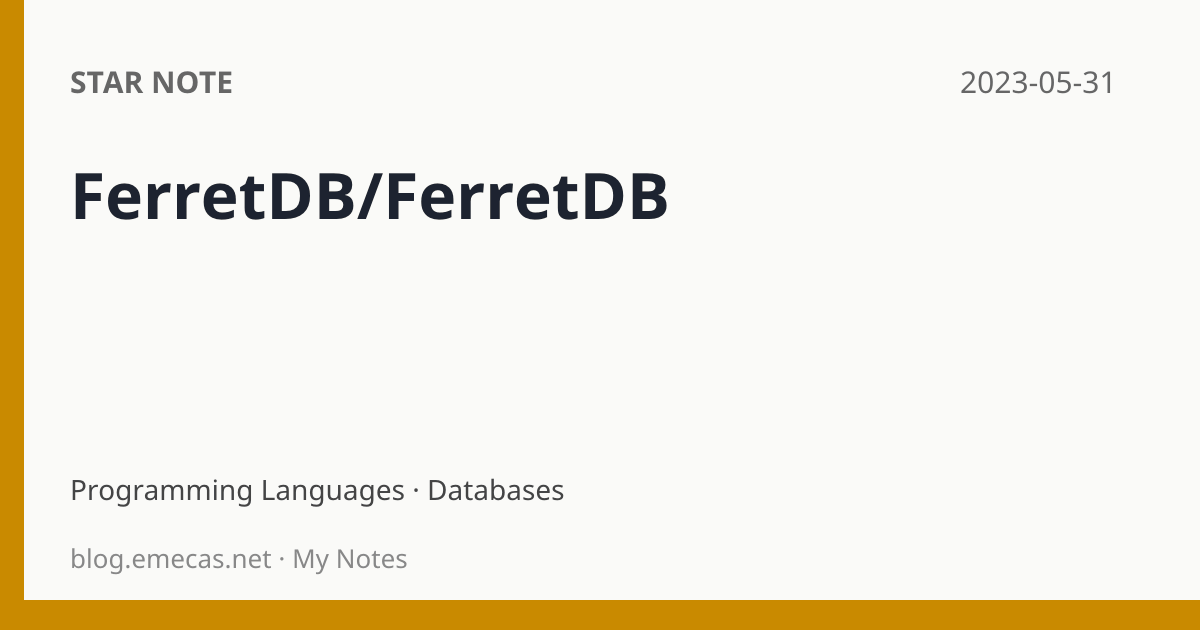 STAR NOTE
2023-05-31
FerretDB/FerretDB
Programming Languages · Databases
blog.emecas.net · My Notes